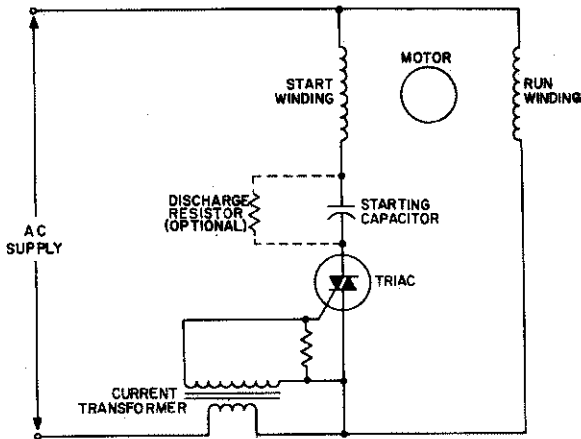 MOTOR
START
WINDING
RUN
WINDING
DISCHARGE
RESISTOR
(OPTIONAL)
STARTING
CAPACITOR
AC
SUPPLY
TRIAC
CURRENT
TRANSFORMER